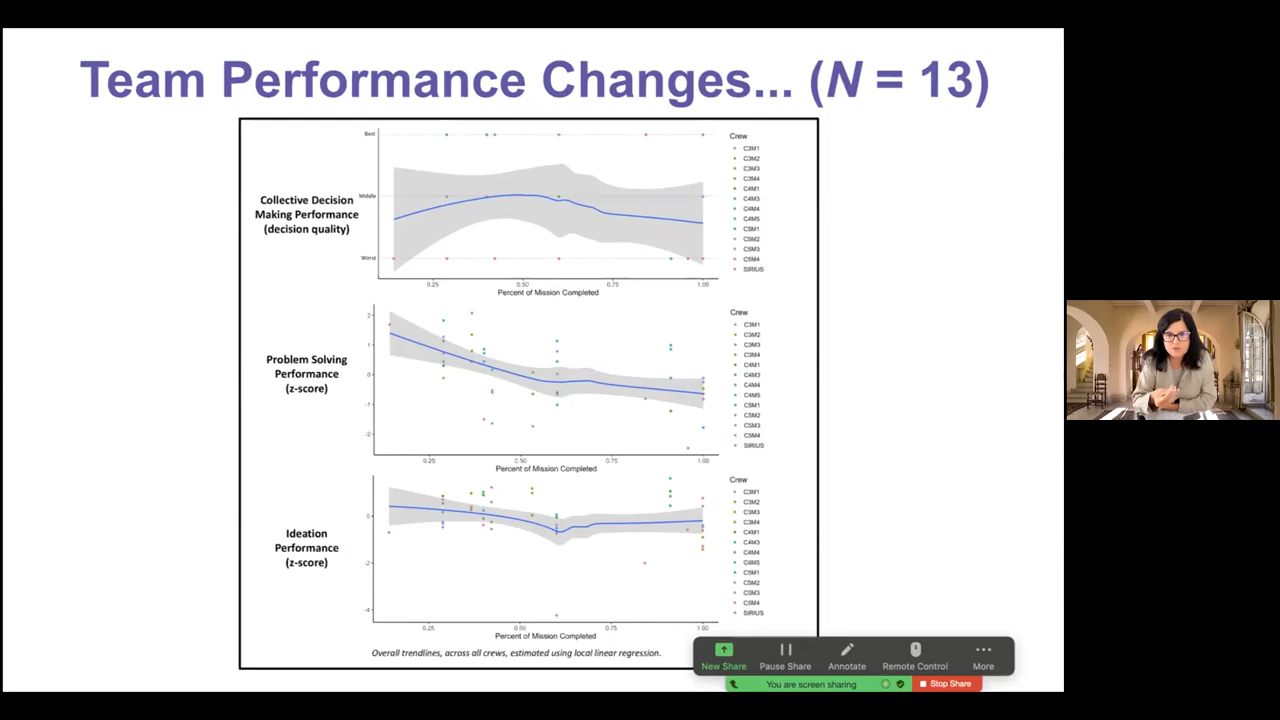 Team Performance Changes... (N = 13)
Collective Decision
Making Performance
(decision quality)
Best
Middle
Worst
0.25
0.50
0.75
1.00
Percent of Mission Completed
Crew
C3M1
C3M2
C3M3
C3M4
C4M1
C4M3
C4M4
C4M5
C5M1
C5M2
C5M3
C5M4
SIRIUS
Problem Solving
Performance
(z-score)
2
1
0
-1
-2
0.25
0.50
0.75
1.00
Percent of Mission Completed
Crew
C3M1
C3M2
C3M3
C3M4
C4M1
C4M3
C4M4
C4M5
C5M1
C5M2
C5M3
C5M4
SIRIUS
Ideation
Performance
(z-score)
0
-2
-4
0.25
0.50
0.75
1.00
Percent of Mission Completed
Crew
C3M1
C3M2
C3M3
C3M4
C4M1
C4M3
C4M4
C4M5
C5M1
C5M2
C5M3
C5M4
SIRIUS
Overall trendlines, across all crews, estimated using local linear regression.
New Share
Pause Share
Annotate
Remote Control
More
You are screen sharing
Stop Share